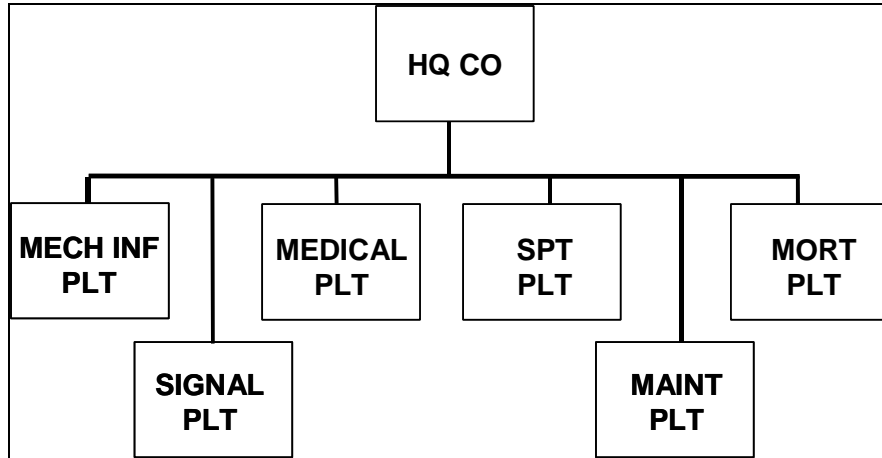 HQ CO
MECH INF
PLT
MEDICAL
PLT
SPT
PLT
MORT
PLT
SIGNAL
PLT
MAINT
PLT